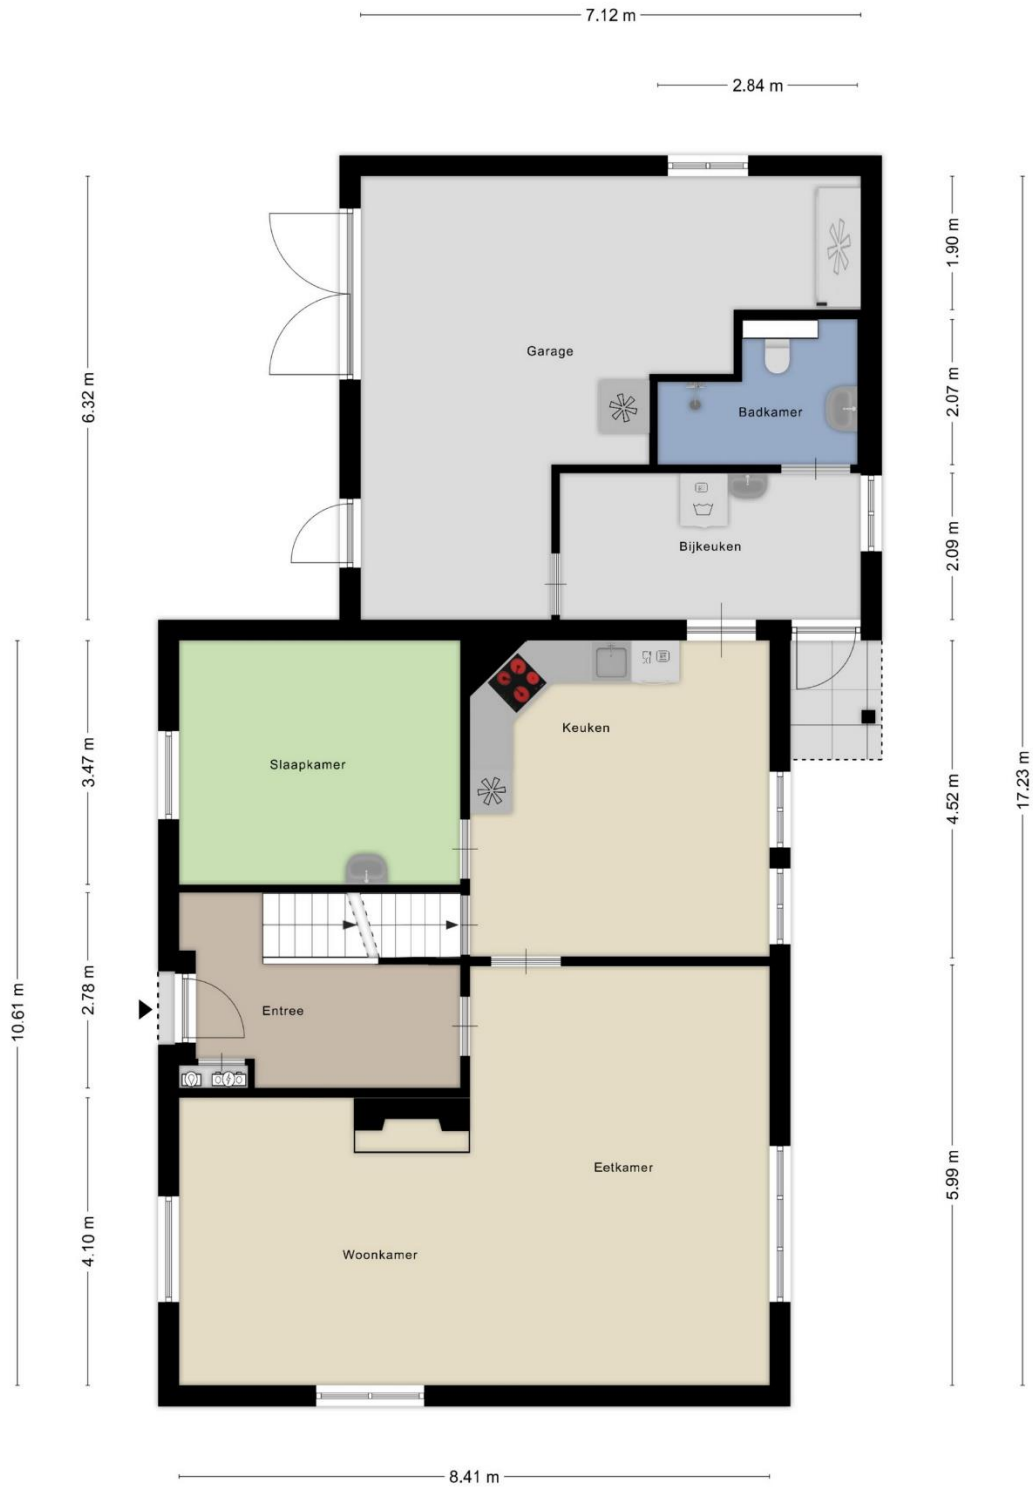 7.12 m
2.84 m
1.90 m
6.32 m
Garage
2.07 m
Badkamer
2.09 m
Bijkeuken
Keuken
Slaapkamer
3.47 m
4.52 m
17.23 m
2.78 m
10.61 m
Entree
5.99 m
Eetkamer
4.10 m
Woonkamer
8.41 m